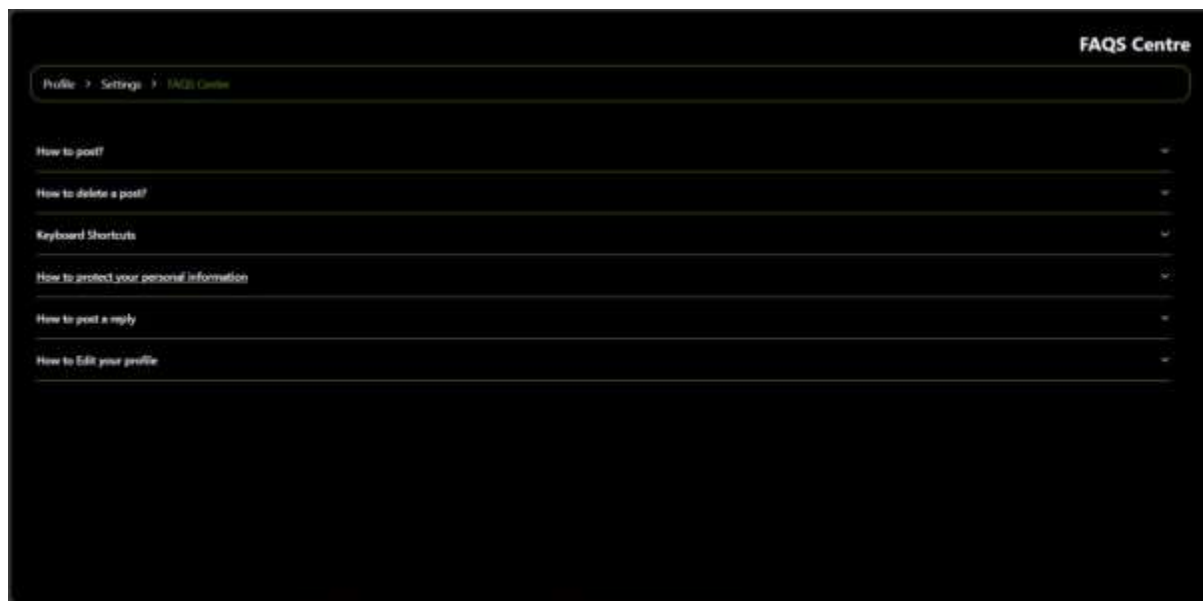 FAQS Centre
Profile > Settings > FAQS Centre
How to post?
How to delete a post?
Keyboard Shortcuts
How to protect your personal information
How to post a reply
How to Edit your profile